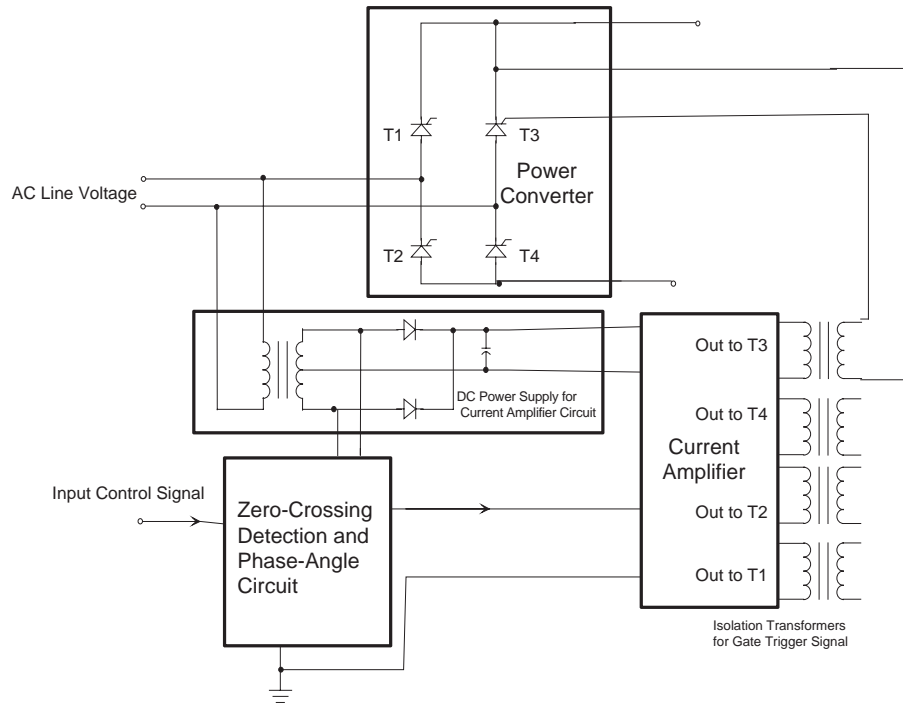 T1
T3
Power
Converter
AC Line Voltage
T2
T4
Out to T3
DC Power Supply for
Current Amplifier Circuit
Out to T4
Current
Amplifier
Input Control Signal
Zero-Crossing
Detection and
Phase-Angle
Circuit
Out to T2
Out to T1
Isolation Transformers
for Gate Trigger Signal